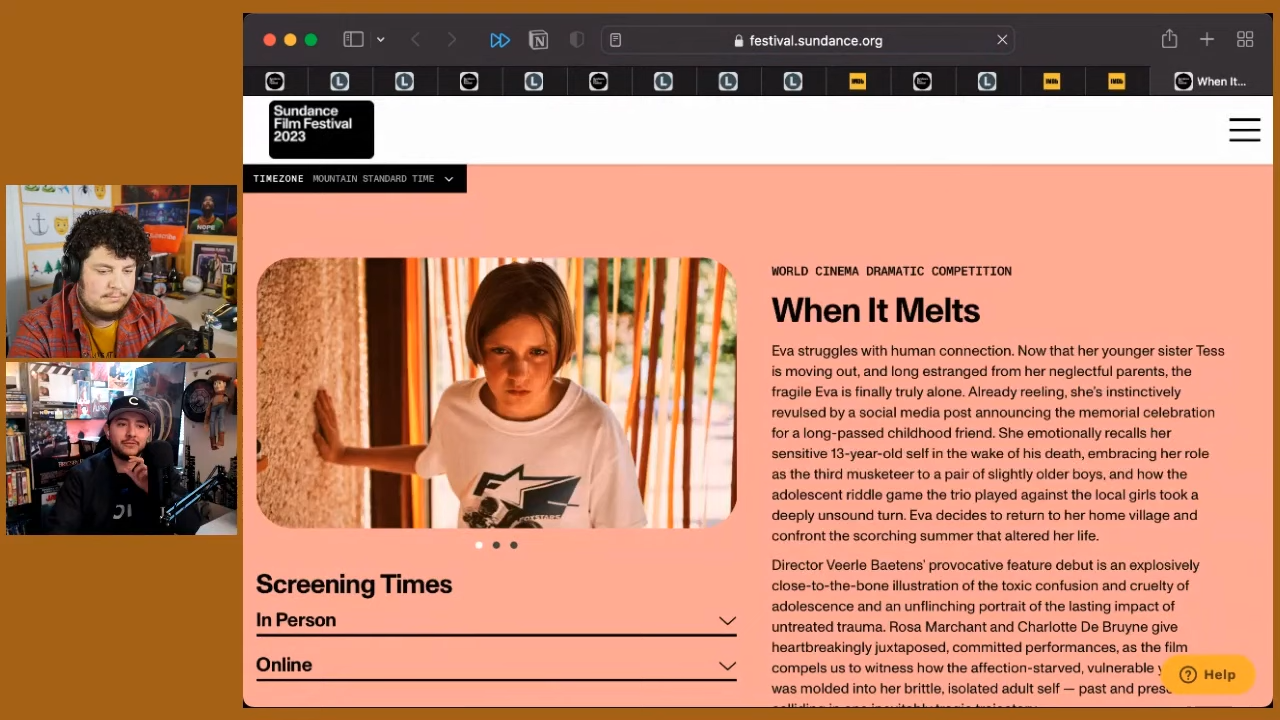 festival.sundance.org
When It...
Sundance
Film Festival
2023
TIMEZONE MOUNTAIN STANDARD TIME
WORLD CINEMA DRAMATIC COMPETITION
When It Melts
Eva struggles with human connection. Now that her younger sister Tess
is moving out, and long estranged from her neglectful parents, the
fragile Eva is finally truly alone. Already reeling, she's instinctively
revulsed by a social media post announcing the memorial celebration
for a long-passed childhood friend. She emotionally recalls her
sensitive 13-year-old self in the wake of his death, embracing her role
as the third musketeer to a pair of slightly older boys, and how the
adolescent riddle game the trio played against the local girls took a
deeply unsound turn. Eva decides to return to her home village and
confront the scorching summer that altered her life.
Director Veerle Baetens' provocative feature debut is an explosively
close-to-the-bone illustration of the toxic confusion and cruelty of
adolescence and an unflinching portrait of the lasting impact of
untreated trauma. Rosa Marchant and Charlotte De Bruyne give
heartbreakingly juxtaposed, committed performances, as the film
compels us to witness how the affection-starved, vulnerable
was molded into her brittle, isolated adult self — past and
Screening Times
In Person
Online
Help
NOPE